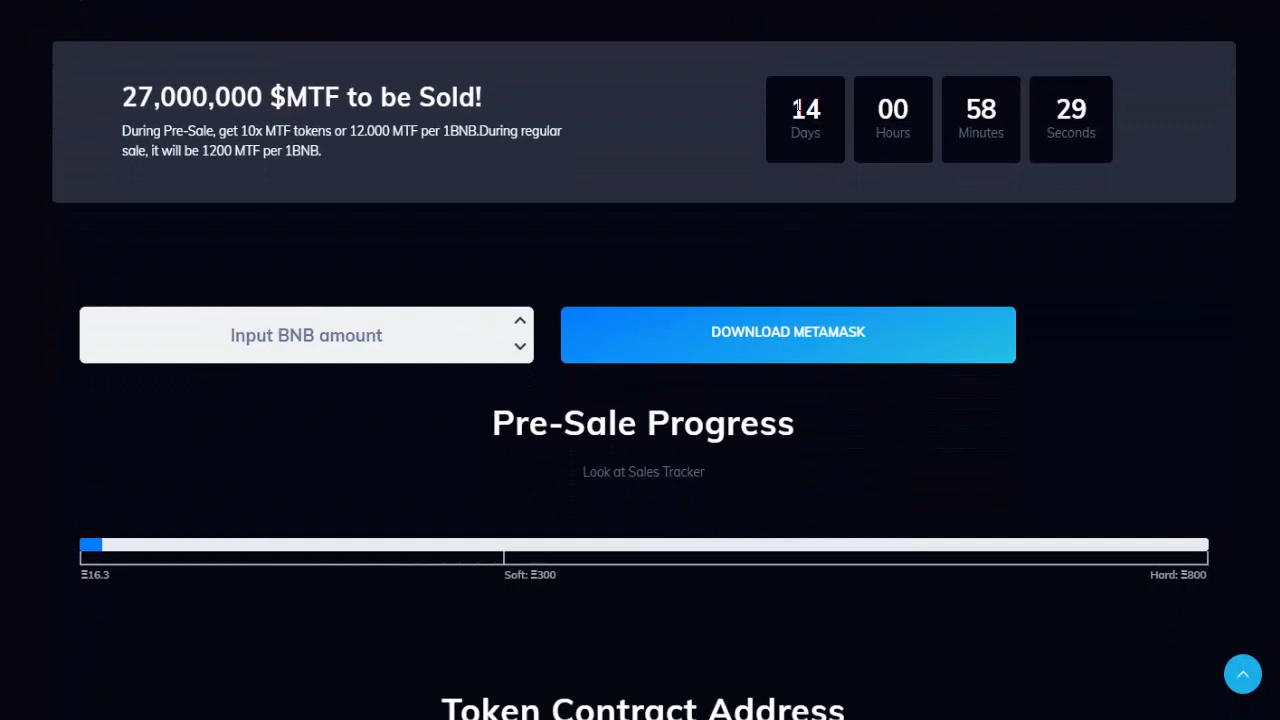 27,000,000 $MTF to be Sold!
During Pre-Sale, get 10x MTF tokens or 12.000 MTF per 1BNB.During regular
sale, it will be 1200 MTF per 1BNB.
14 00 58 29
Days Hours Minutes Seconds
Input BNB amount
DOWNLOAD METAMASK
Pre-Sale Progress
Look at Sales Tracker
Ξ16.3 Soft: Ξ300 Hard: Ξ800
Token Contract Address